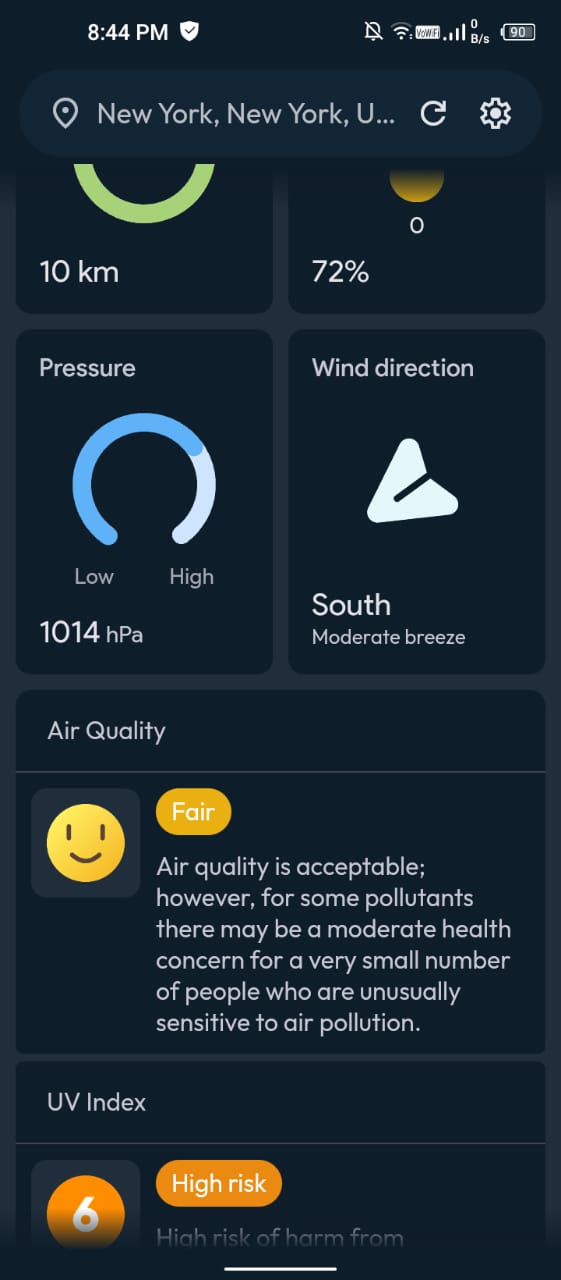 8:44 PM
VoWiFi
0
B/s
90
New York, New York, U...
0
10 km
72%
Pressure
Wind direction
Low
High
1014 hPa
South
Moderate breeze
Air Quality
Fair
Air quality is acceptable;
however, for some pollutants
there may be a moderate health
concern for a very small number
of people who are unusually
sensitive to air pollution.
UV Index
6
High risk
High risk of harm from